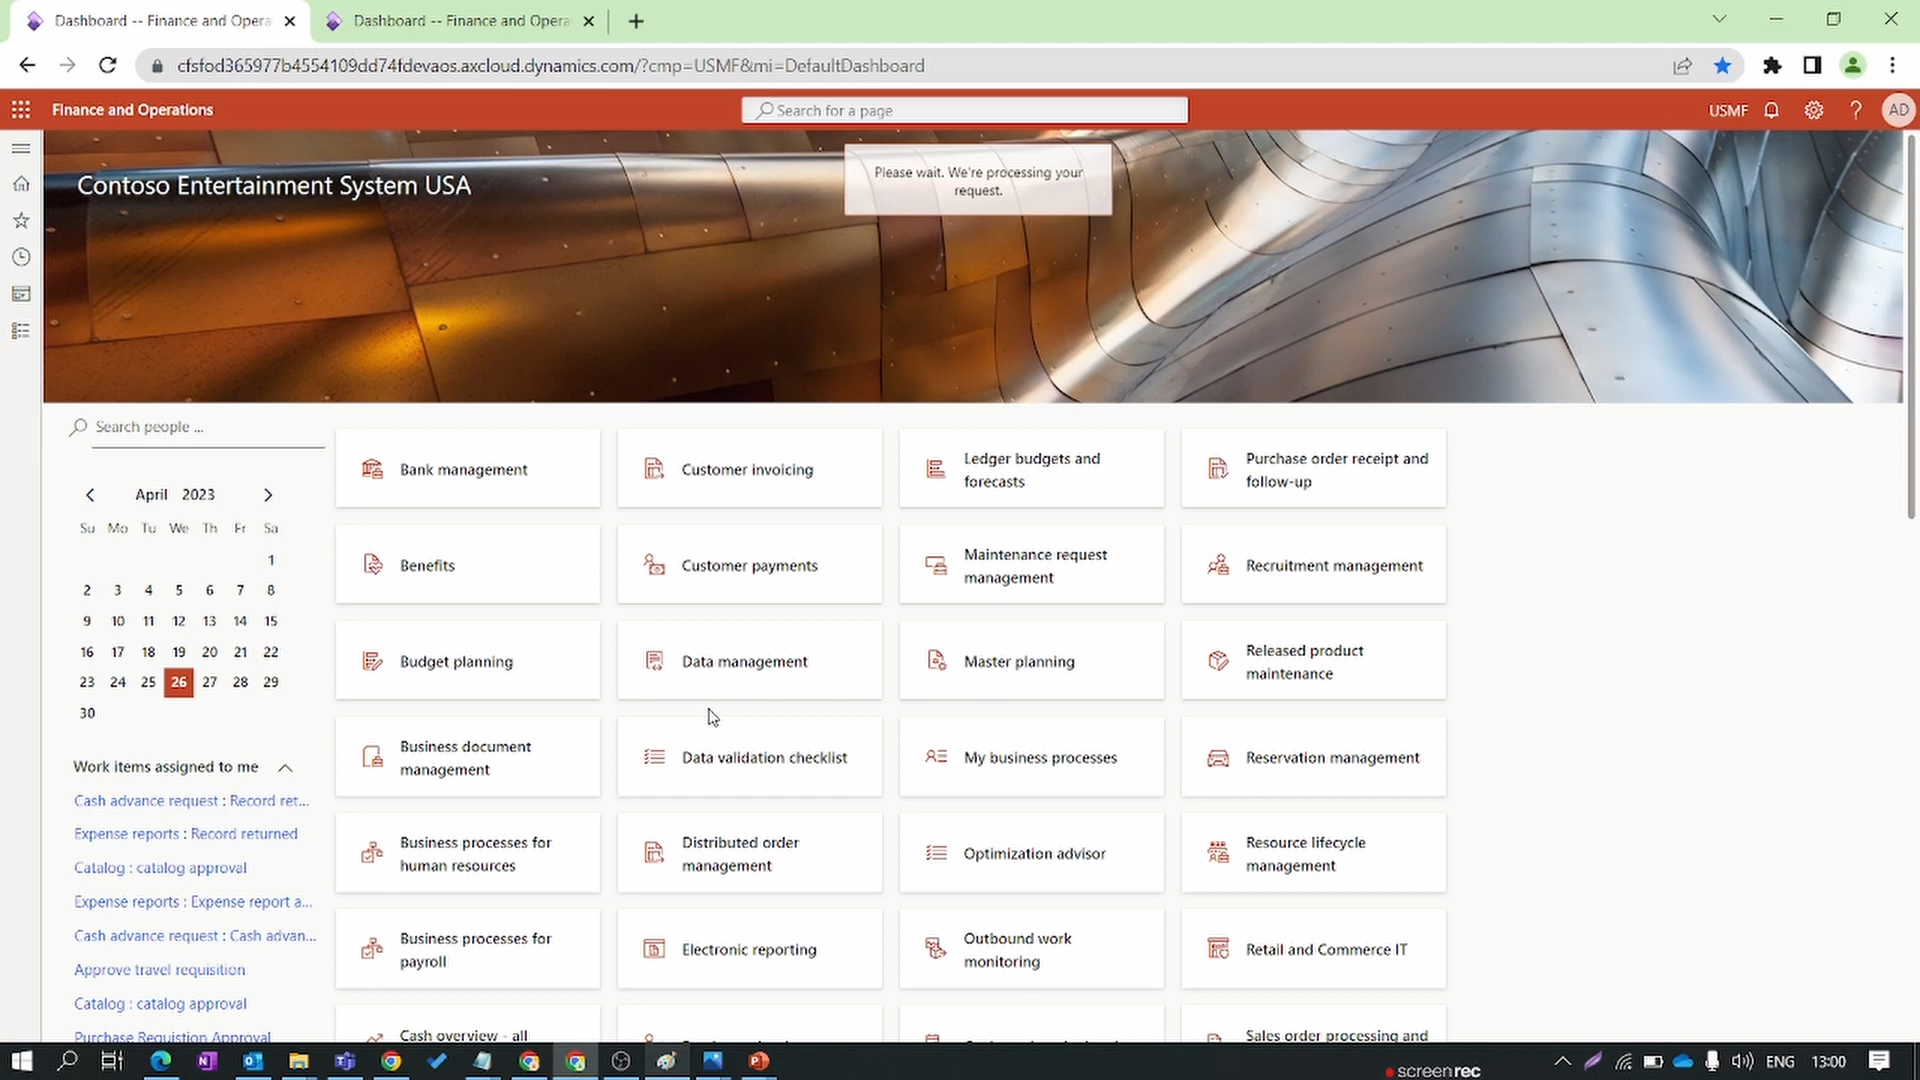 Dashboard -- Finance and Opera
Dashboard -- Finance and Opera
cfsfod365977b4554109dd74fdevaos.axcloud.dynamics.com/?cmp=USMF&mi=DefaultDashboard
Finance and Operations
Search for a page
USMF
AD
Contoso Entertainment System USA
Please wait. We're processing your
request.
Search people ...
April 2023
Su Mo Tu We Th Fr Sa
1
2 3 4 5 6 7 8
9 10 11 12 13 14 15
16 17 18 19 20 21 22
23 24 25 26 27 28 29
30
Work items assigned to me
Cash advance request : Record ret...
Expense reports : Record returned
Catalog : catalog approval
Expense reports : Expense report a...
Cash advance request : Cash advan...
Approve travel requisition
Catalog : catalog approval
Purchase Requistion Approval
Bank management
Customer invoicing
Ledger budgets and
forecasts
Purchase order receipt and
follow-up
Benefits
Customer payments
Maintenance request
management
Recruitment management
Budget planning
Data management
Master planning
Released product
maintenance
Business document
management
Data validation checklist
My business processes
Reservation management
Business processes for
human resources
Distributed order
management
Optimization advisor
Resource lifecycle
management
Business processes for
payroll
Electronic reporting
Outbound work
monitoring
Retail and Commerce IT
Cash overview - all
Sales order processing and
ENG
13:00
screenrec